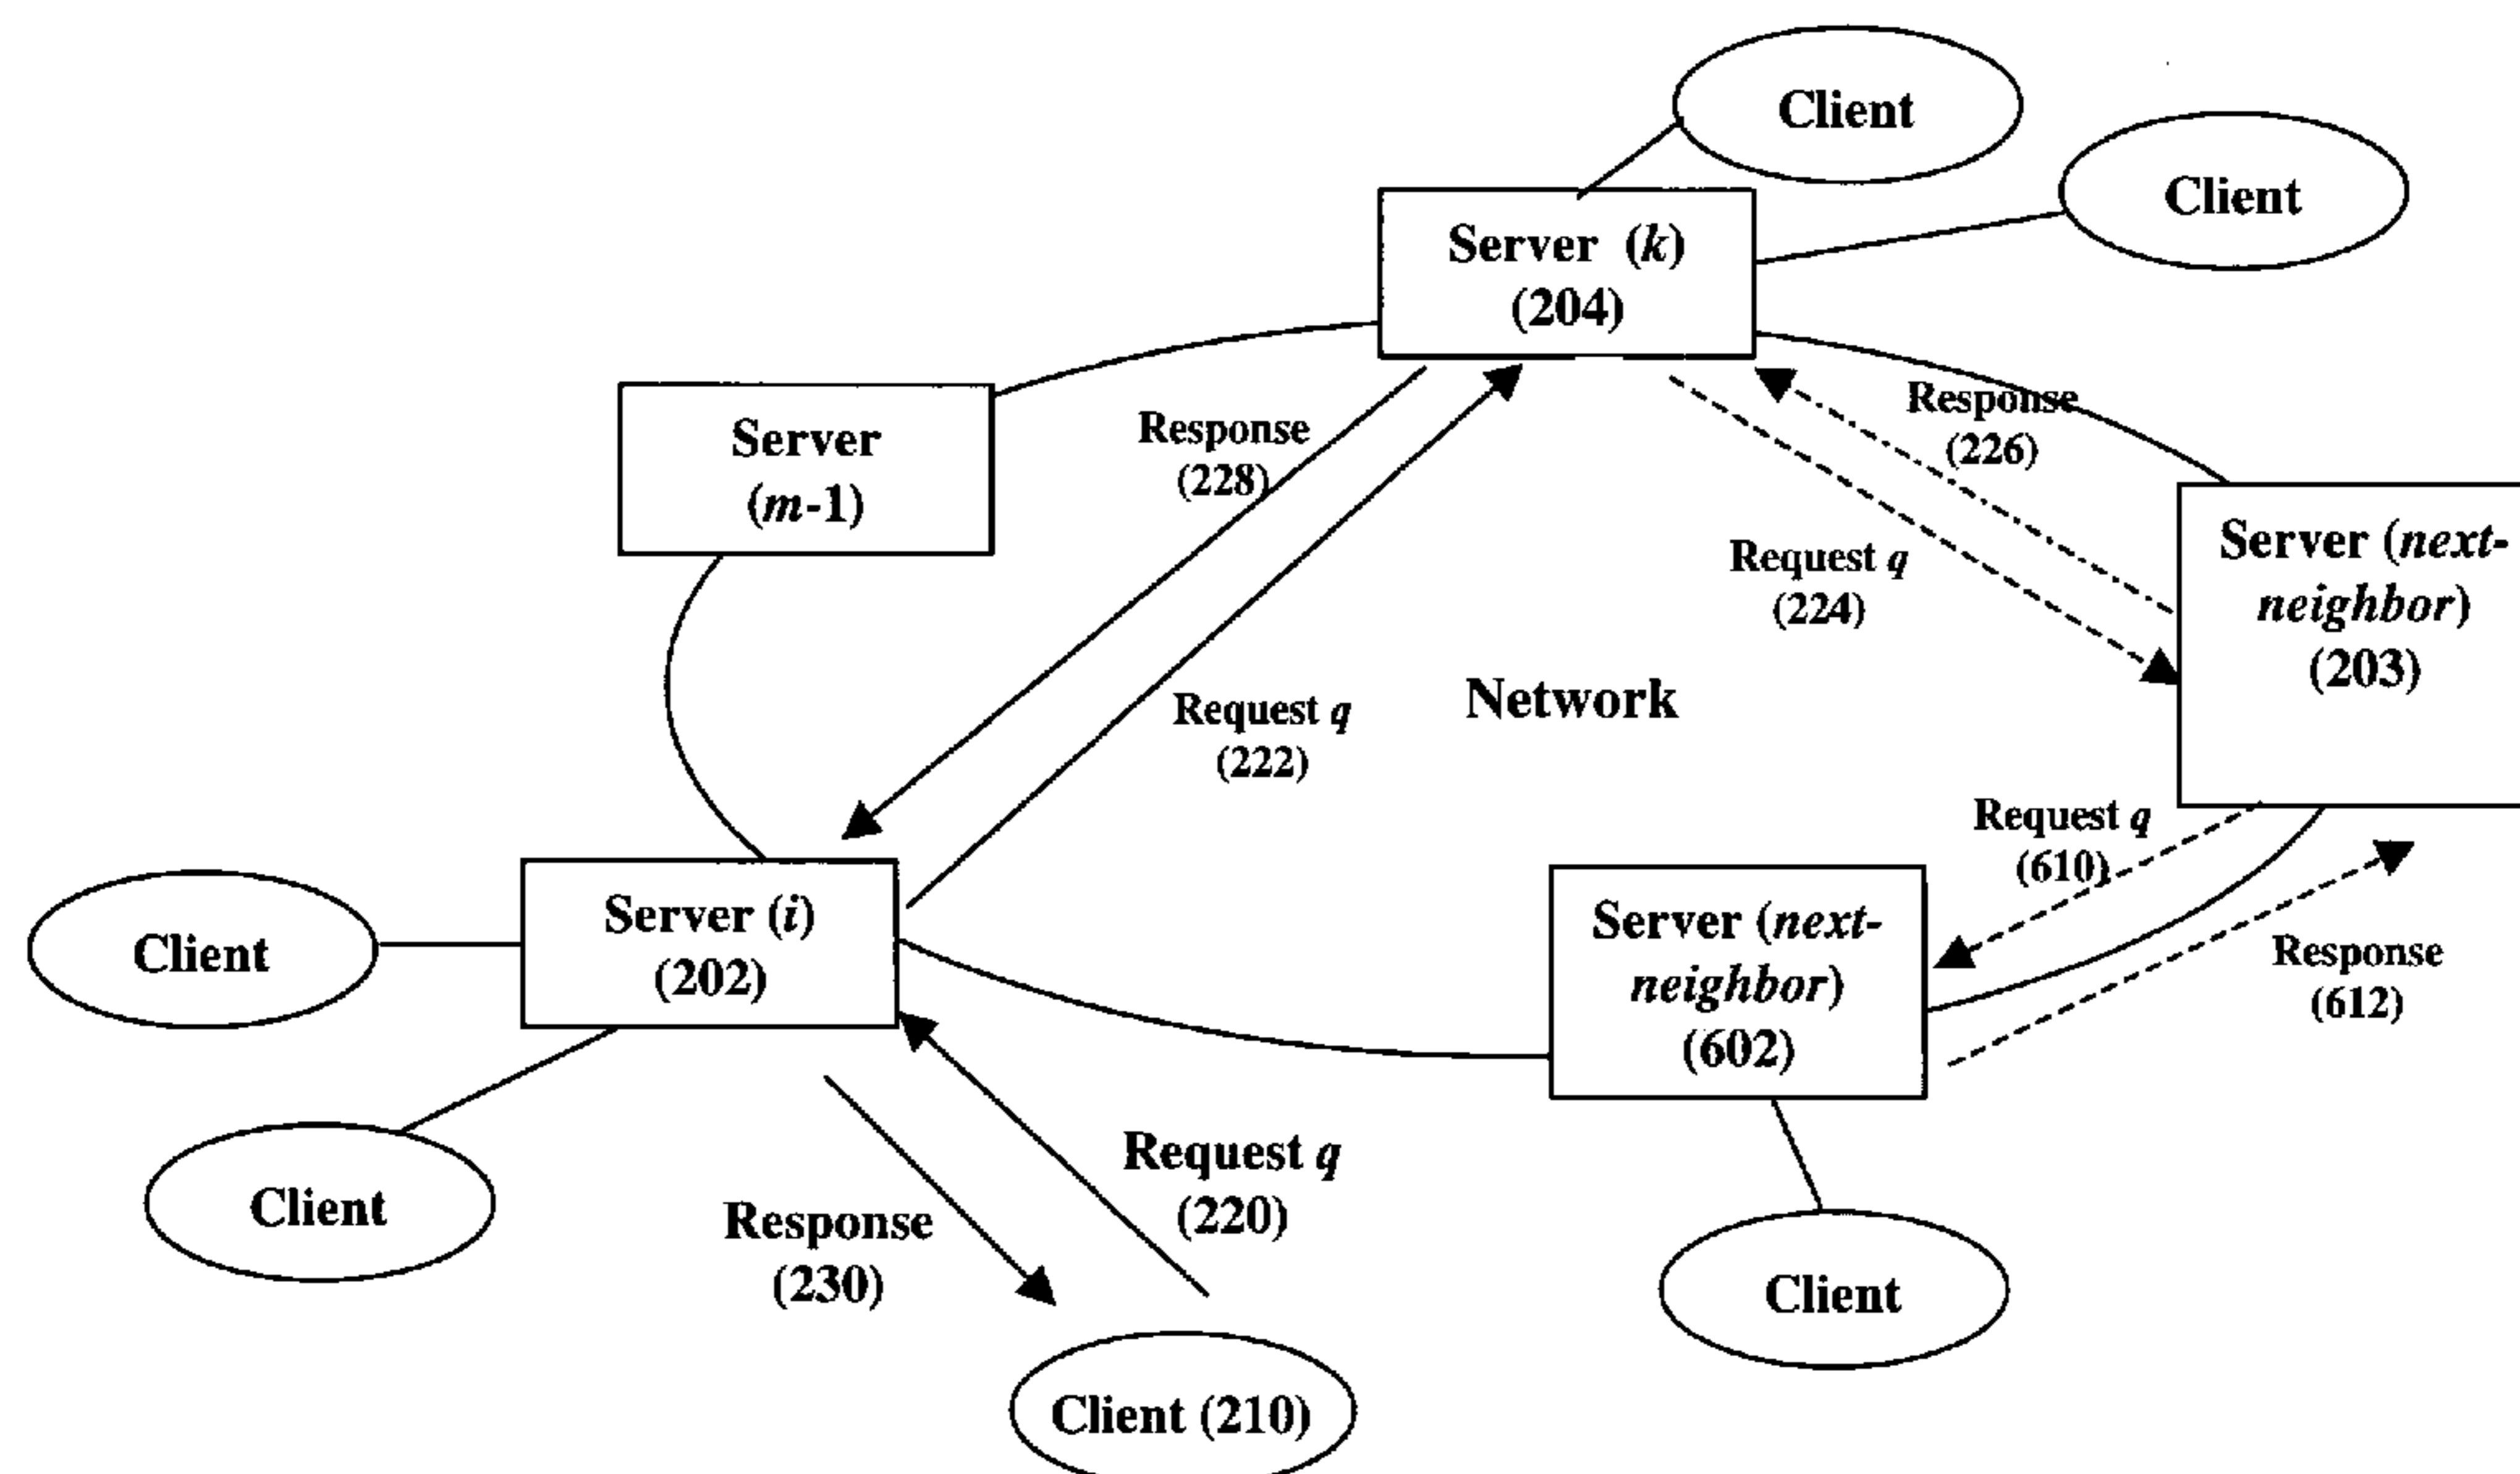 Client
Client
Server (k)
(204)
Response
(226)
Server
(m-1)
Response
(228)
Server (next-
neighbor)
(203)
Request q
(224)
Network
Request q
(222)
Request q
(610)
Server (i)
(202)
Client
Server (next-
neighbor)
(602)
Response
(612)
Request q
(220)
Client
Response
(230)
Client
Client (210)